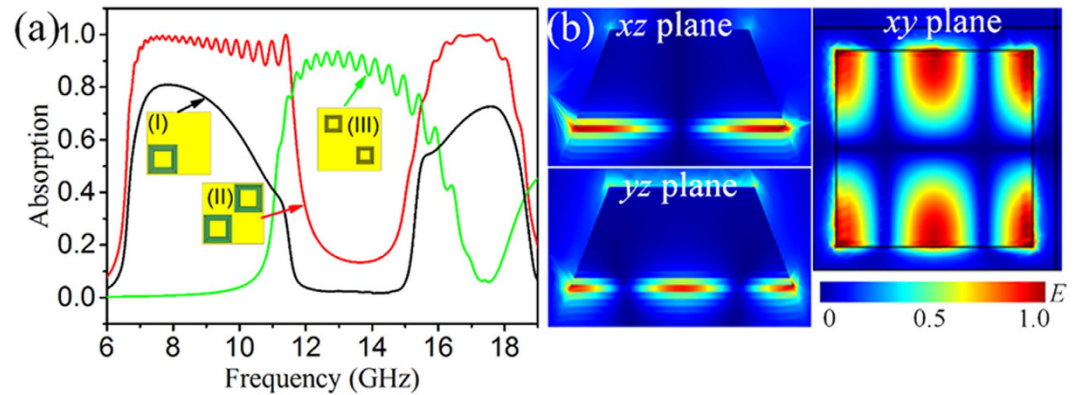 (a)
1.0
0.8
0.6
0.4
0.2
0.0
Absorption
(I)
(II)
(III)
6 8 10 12 14 16 18
Frequency (GHz)
(b)
xz plane
yz plane
xy plane
E
0 0.5 1.0